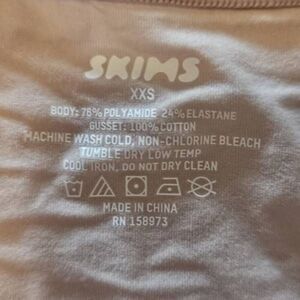 SKIMS
XXS
BODY: 76% POLYAMIDE 24% ELASTANE
GUSSET: 100% COTTON
MACHINE WASH COLD, NON-CHLORINE BLEACH
TUMBLE DRY LOW TEMP
COOL IRON, DO NOT DRY CLEAN
MADE IN CHINA
RN 158973